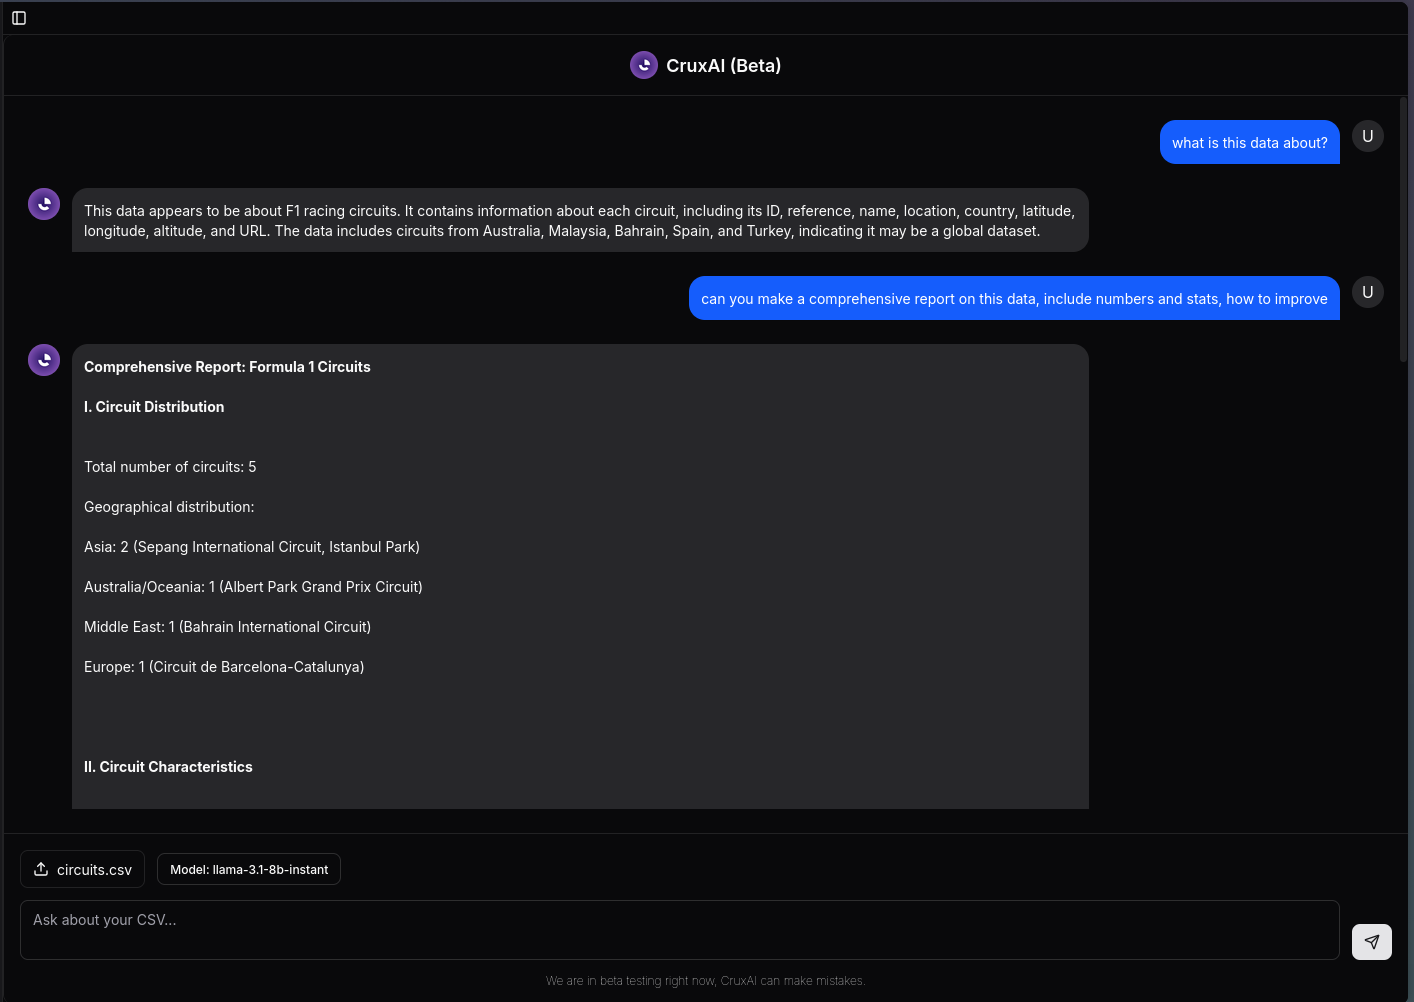 CruxAI (Beta)
what is this data about?
U
This data appears to be about F1 racing circuits. It contains information about each circuit, including its ID, reference, name, location, country, latitude,
longitude, altitude, and URL. The data includes circuits from Australia, Malaysia, Bahrain, Spain, and Turkey, indicating it may be a global dataset.
can you make a comprehensive report on this data, include numbers and stats, how to improve
U
Comprehensive Report: Formula 1 Circuits
I. Circuit Distribution
Total number of circuits: 5
Geographical distribution:
Asia: 2 (Sepang International Circuit, Istanbul Park)
Australia/Oceania: 1 (Albert Park Grand Prix Circuit)
Middle East: 1 (Bahrain International Circuit)
Europe: 1 (Circuit de Barcelona-Catalunya)
II. Circuit Characteristics
circuits.csv
Model: llama-3.1-8b-instant
Ask about your CSV...
We are in beta testing right now, CruxAI can make mistakes.